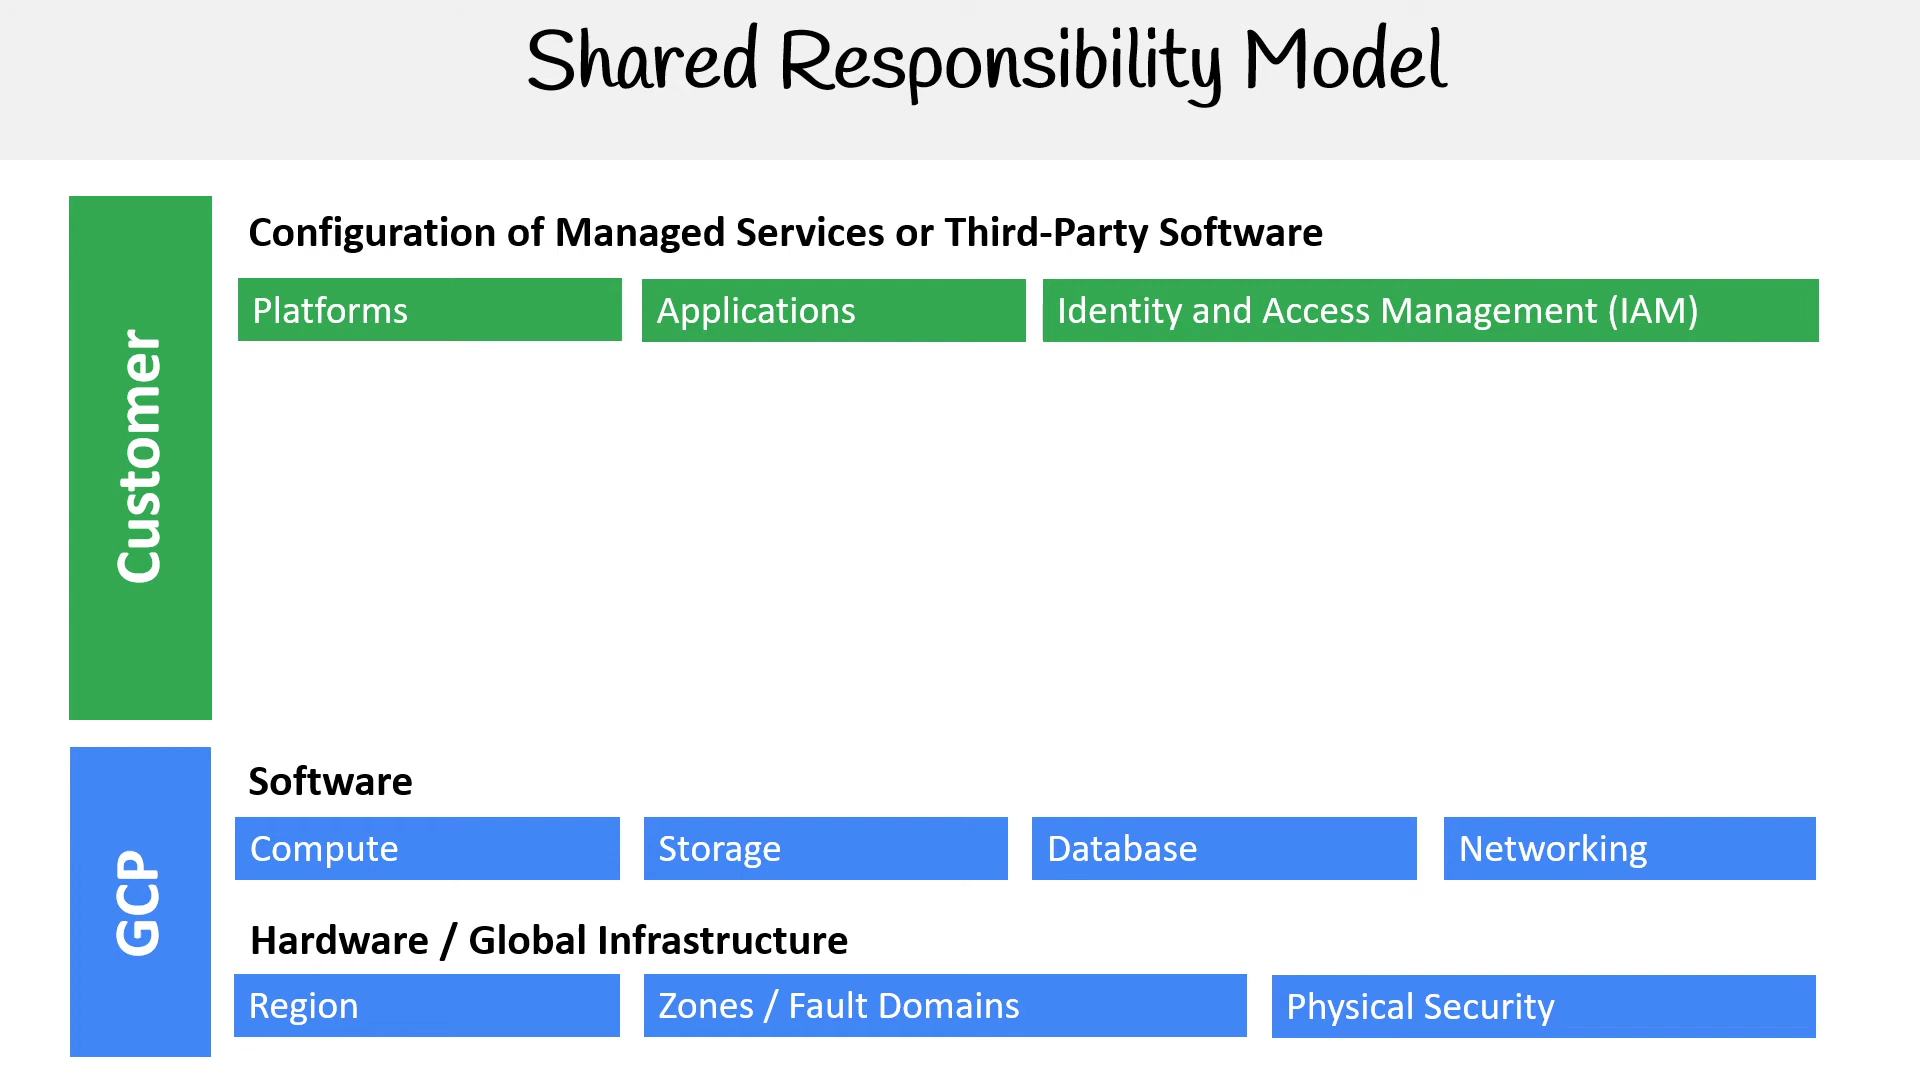 Shared Responsibility Model
Customer
Configuration of Managed Services or Third-Party Software
Platforms
Applications
Identity and Access Management (IAM)
GCP
Software
Compute
Storage
Database
Networking
Hardware / Global Infrastructure
Region
Zones / Fault Domains
Physical Security